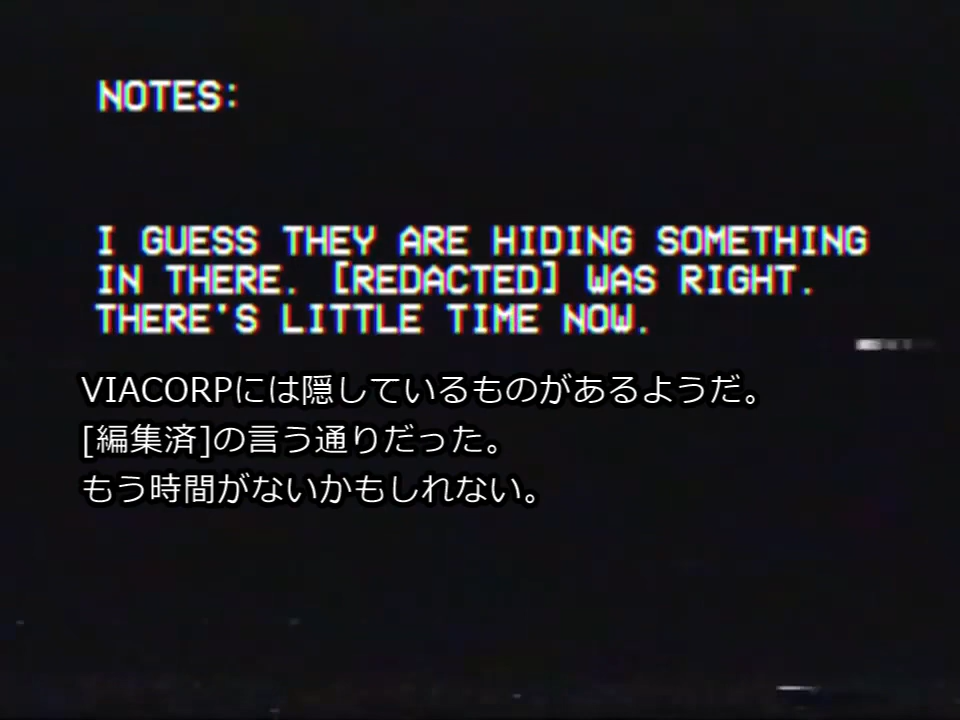 NOTES:
I GUESS THEY ARE HIDING SOMETHING
IN THERE. [REDACTED] WAS RIGHT.
THERE'S LITTLE TIME NOW.
VIACORPには隠しているものがあるようだ。
[編集済]の言う通りだった。
もう時間がないかもしれない。